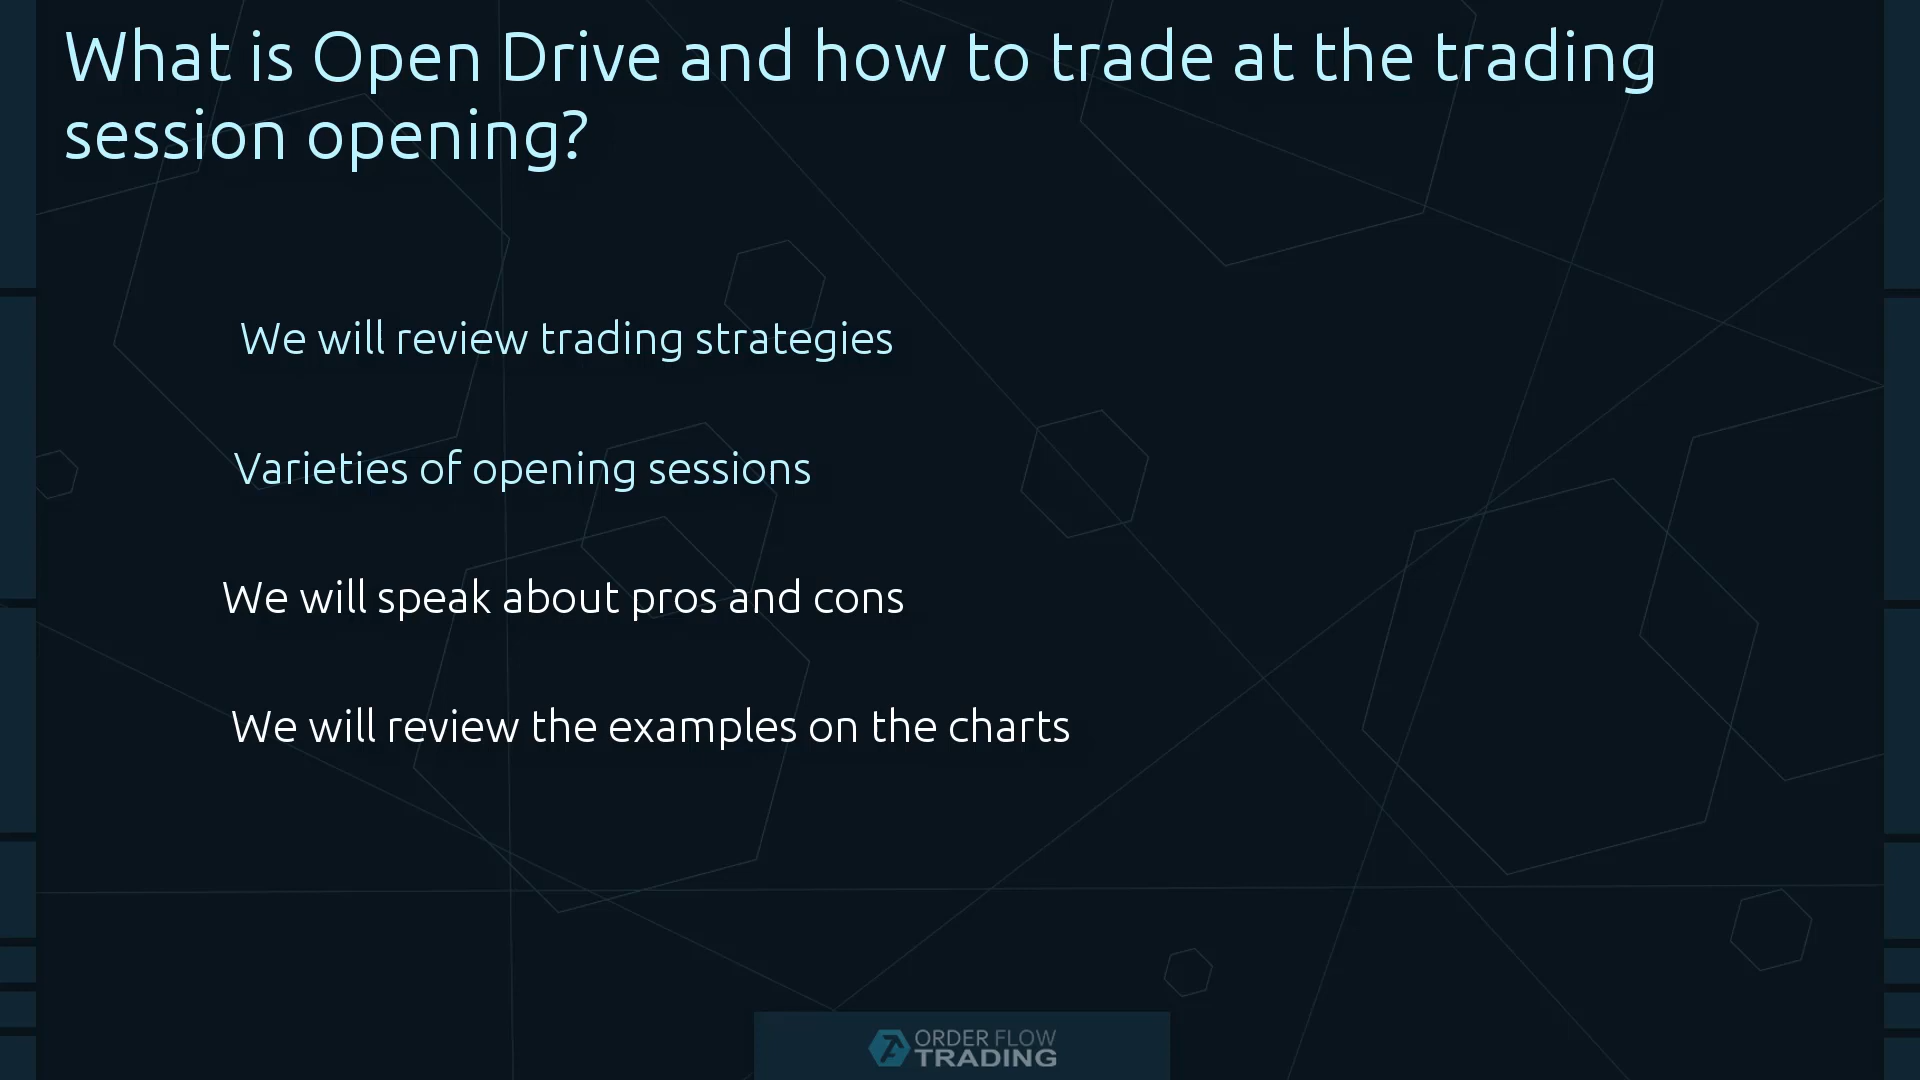 What is Open Drive and how to trade at the trading
session opening?
We will review trading strategies
Varieties of opening sessions
We will speak about pros and cons
We will review the examples on the charts
ORDER FLOW
TRADING